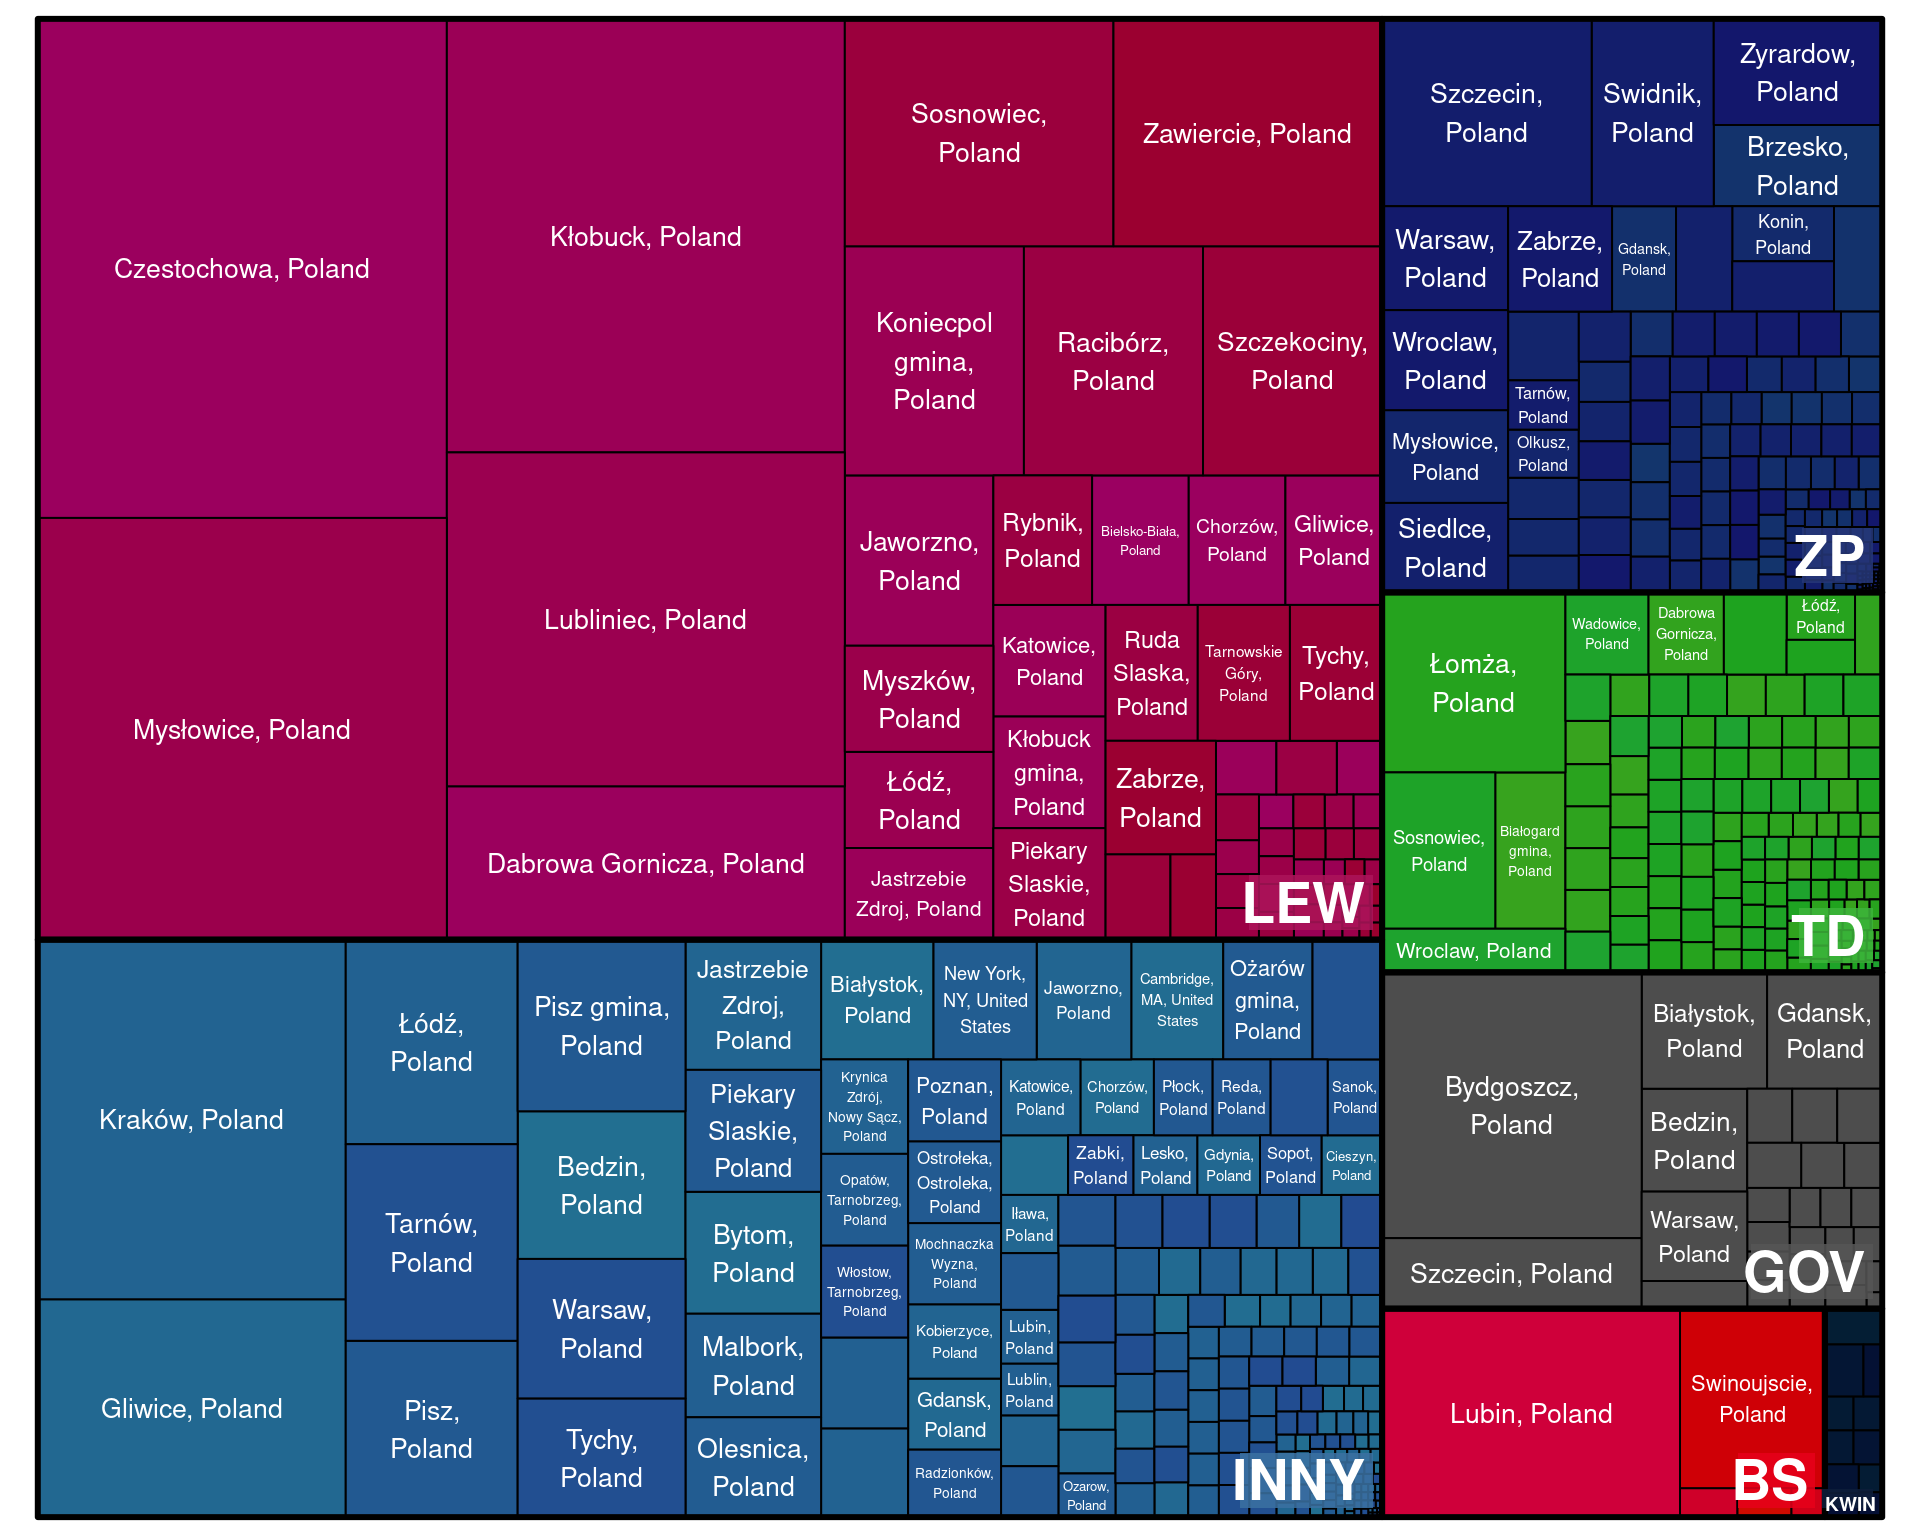 Czestochowa, Poland
Mysłowice, Poland
Kłobuck, Poland
Lubliniec, Poland
Dabrowa Gornicza, Poland
Sosnowiec,
Poland
Zawiercie, Poland
Koniecpol
gmina,
Poland
Racibórz,
Poland
Szczekociny,
Poland
Jaworzno,
Poland
Myszków,
Poland
Łódź,
Poland
Jastrzebie
Zdroj, Poland
Rybnik,
Poland
Bielsko-Biała,
Poland
Chorzów,
Poland
Gliwice,
Poland
Katowice,
Poland
Kłobuck
gmina,
Poland
Piekary
Slaskie,
Poland
Ruda
Slaska,
Poland
Tarnowskie
Góry,
Poland
Tychy,
Poland
Zabrze,
Poland
LEW
Szczecin,
Poland
Swidnik,
Poland
Zyrardow,
Poland
Brzesko,
Poland
Warsaw,
Poland
Zabrze,
Poland
Gdansk,
Poland
Konin,
Poland
Wroclaw,
Poland
Tarnów,
Poland
Olkusz,
Poland
Mysłowice,
Poland
Siedlce,
Poland
ZP
Łomża,
Poland
Wadowice,
Poland
Dabrowa
Gornicza,
Poland
Łódź,
Poland
Sosnowiec,
Poland
Białogard
gmina,
Poland
Wroclaw, Poland
TD
Kraków, Poland
Gliwice, Poland
Łódź,
Poland
Tarnów,
Poland
Pisz,
Poland
Pisz gmina,
Poland
Bedzin,
Poland
Warsaw,
Poland
Tychy,
Poland
Jastrzebie
Zdroj,
Poland
Piekary
Slaskie,
Poland
Bytom,
Poland
Malbork,
Poland
Olesnica,
Poland
Białystok,
Poland
New York,
NY, United
States
Jaworzno,
Poland
Cambridge,
MA, United
States
Ożarów
gmina,
Poland
Krynica
Zdrój,
Nowy Sącz,
Poland
Opatów,
Tarnobrzeg,
Poland
Włostow,
Tarnobrzeg,
Poland
Poznan,
Poland
Ostrołeka,
Ostroleka,
Poland
Mochnaczka
Wyzna,
Poland
Kobierzyce,
Poland
Gdansk,
Poland
Radzionków,
Poland
Katowice,
Poland
Chorzów,
Poland
Płock,
Poland
Reda,
Poland
Sanok,
Poland
Zabki,
Poland
Lesko,
Poland
Gdynia,
Poland
Sopot,
Poland
Cieszyn,
Poland
Iława,
Poland
Lubin,
Poland
Lublin,
Poland
Ozarow,
Poland
INNY
Bydgoszcz,
Poland
Szczecin, Poland
Białystok,
Poland
Gdansk,
Poland
Bedzin,
Poland
Warsaw,
Poland
GOV
Lubin, Poland
Swinoujscie,
Poland
BS
KWIN